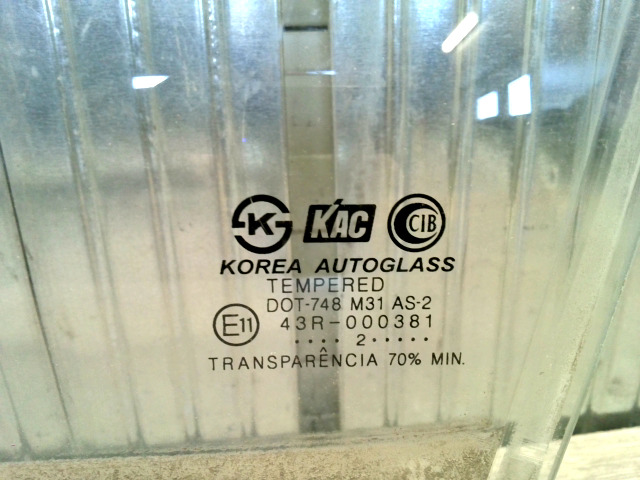 K KAC CIB
KOREA AUTOGLASS
TEMPERED
DOT-748 M31 AS-2
E11 43R-000381
•••• 2 •••••
TRANSPARÊNCIA 70% MIN.